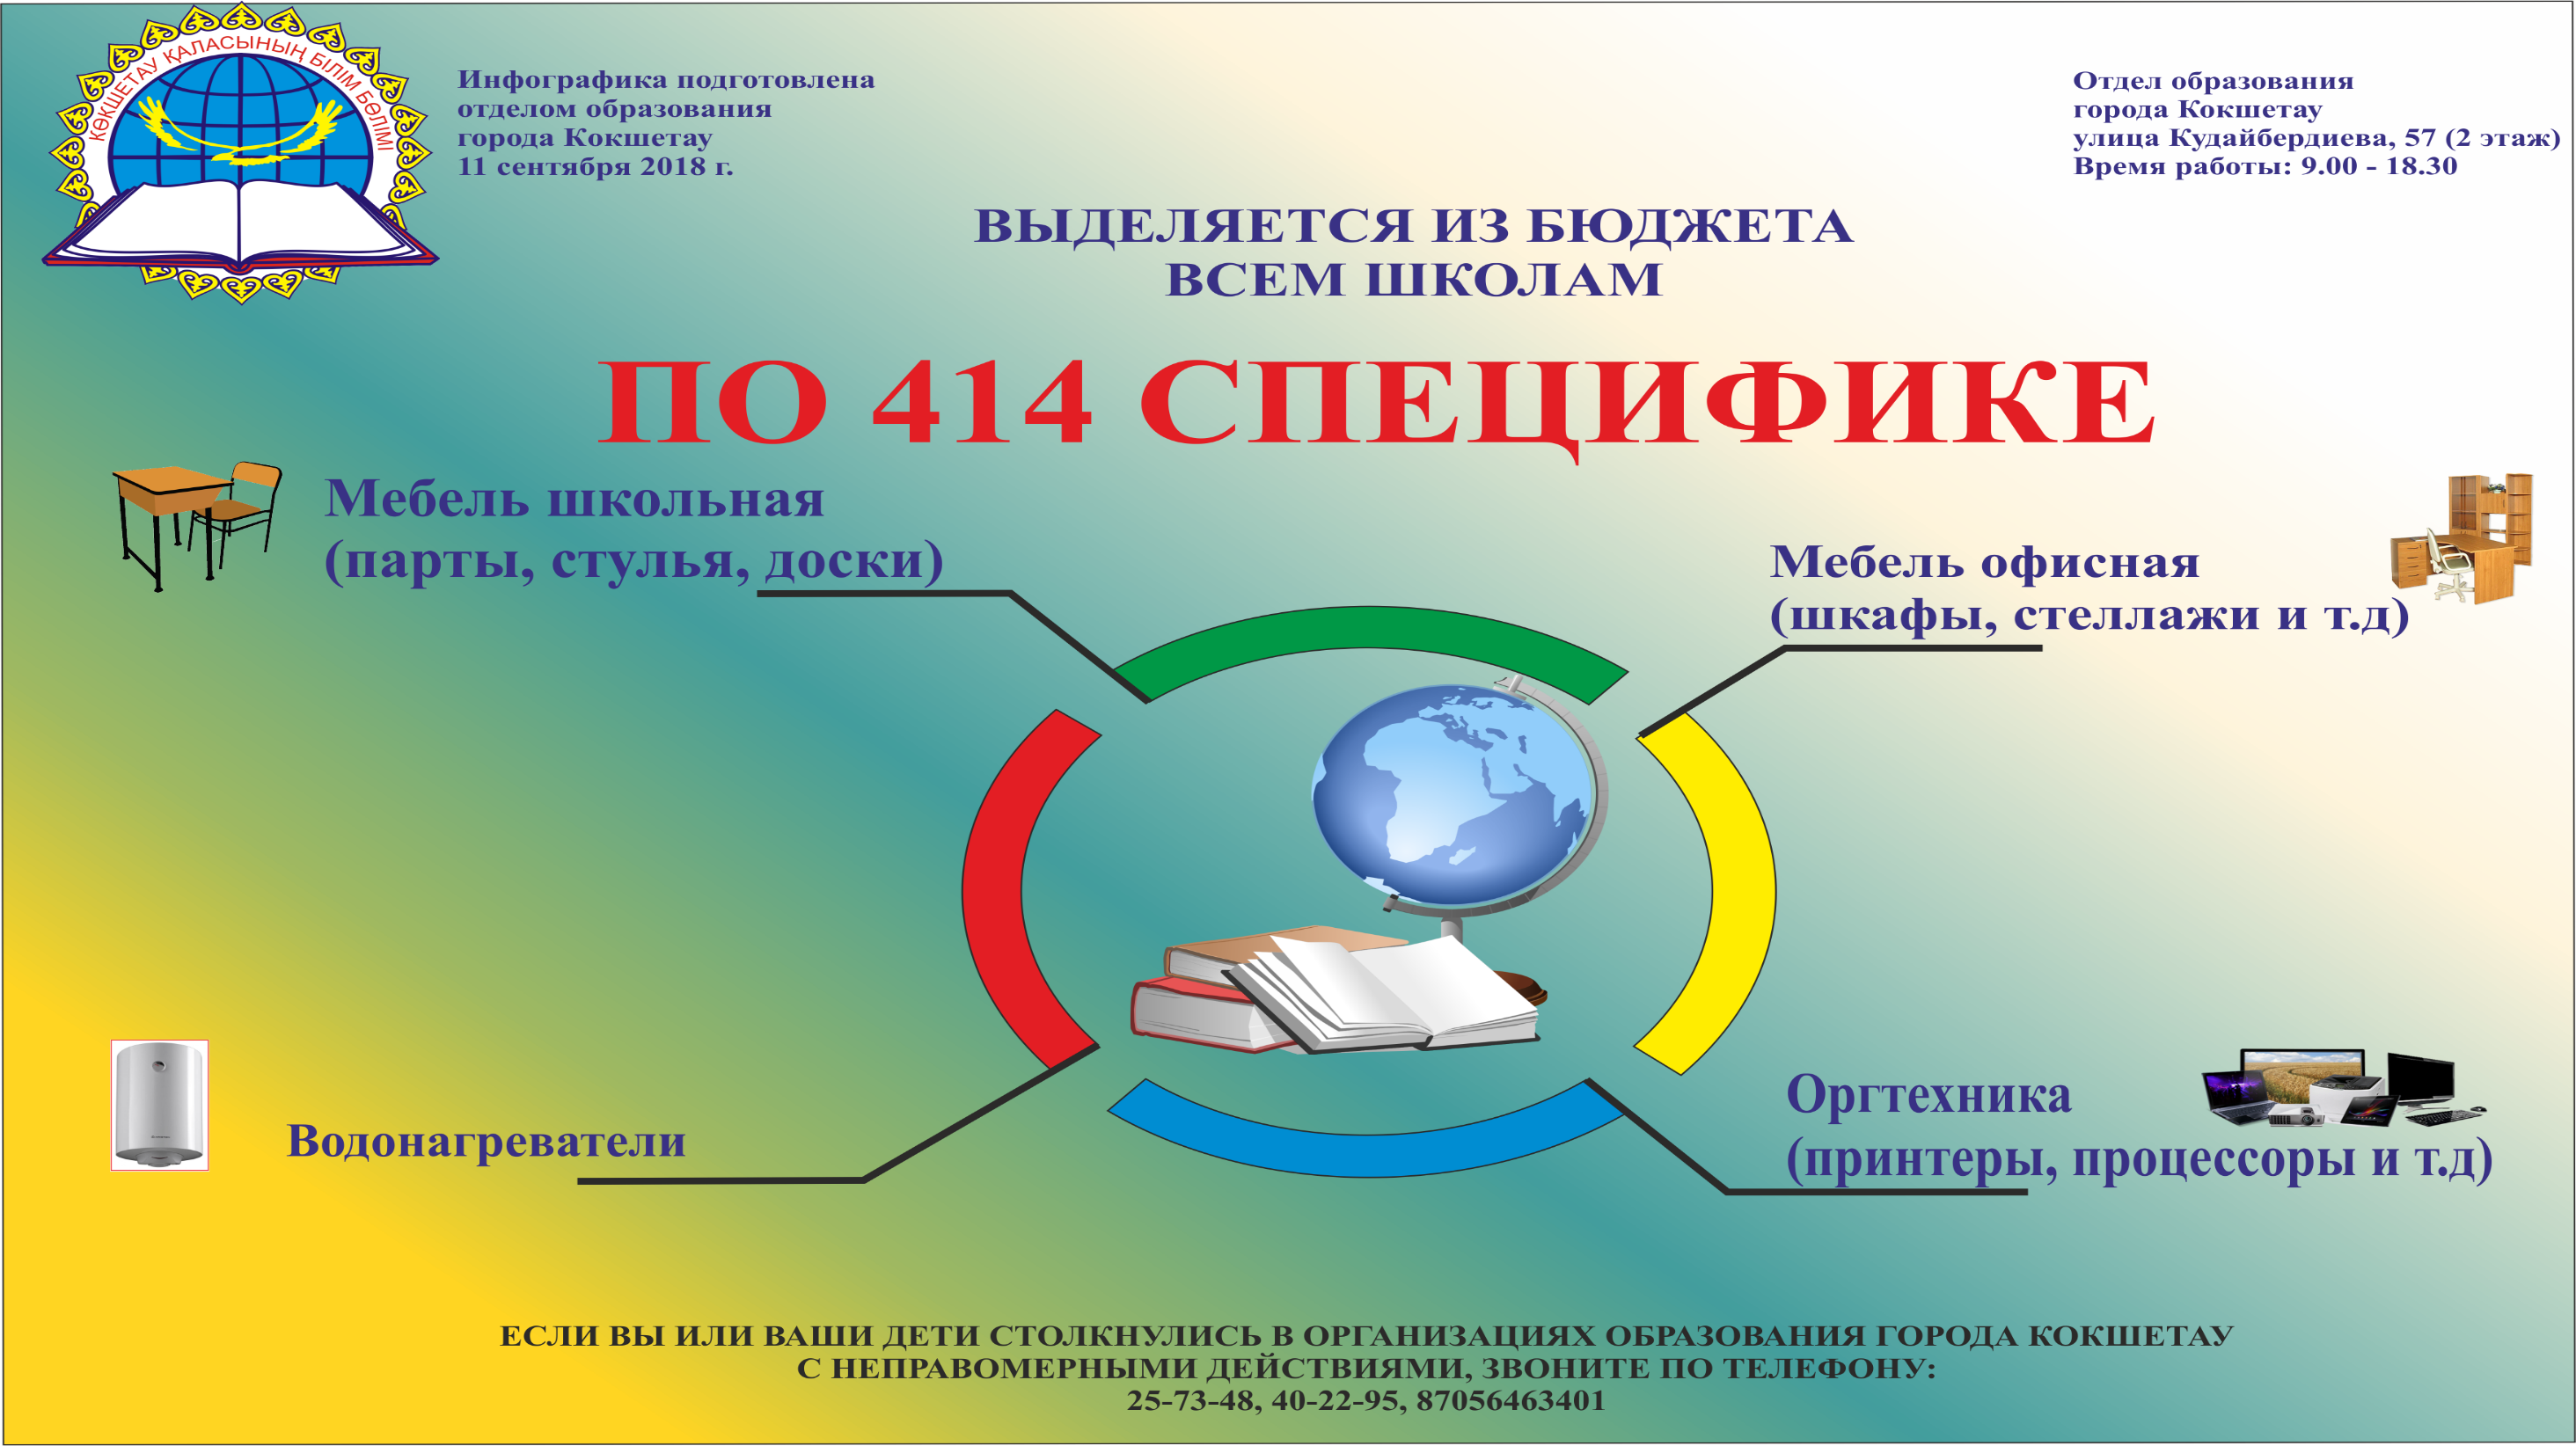 КӨКШЕТАУ ҚАЛАСЫНЫҢ БІЛІМ БӨЛІМІ
Инфографика подготовлена
отделом образования
города Кокшетау
11 сентября 2018 г.
Отдел образования
города Кокшетау
улица Кудайбердиева, 57 (2 этаж)
Время работы: 9.00 - 18.30
ВЫДЕЛЯЕТСЯ ИЗ БЮДЖЕТА
ВСЕМ ШКОЛАМ
ПО 414 СПЕЦИФИКЕ
Мебель школьная
(парты, стулья, доски)
Мебель офисная
(шкафы, стеллажи и т.д)
Водонагреватели
Оргтехника
(принтеры, процессоры и т.д)
ЕСЛИ ВЫ ИЛИ ВАШИ ДЕТИ СТОЛКНУЛИСЬ В ОРГАНИЗАЦИЯХ ОБРАЗОВАНИЯ ГОРОДА КОКШЕТАУ
С НЕПРАВОМЕРНЫМИ ДЕЙСТВИЯМИ, ЗВОНИТЕ ПО ТЕЛЕФОНУ:
25-73-48, 40-22-95, 87056463401